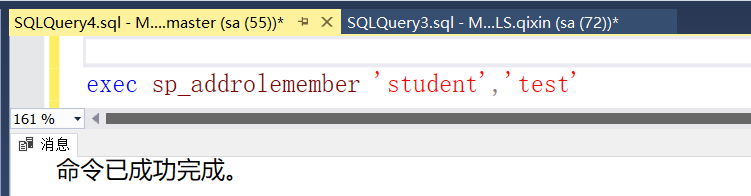 SQLQuery4.sql - M....master (sa (55))*
SQLQuery3.sql - M...LS.qixin (sa (72))*
exec sp_addrolemember 'student','test'
161 %
消息
命令已成功完成。